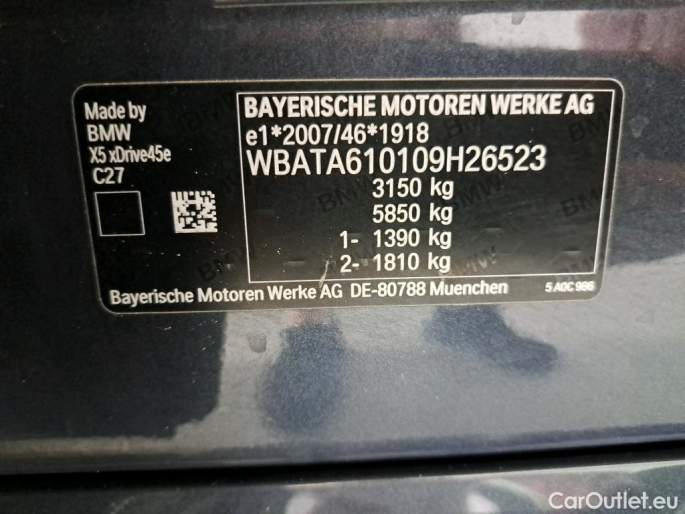 Made by
BMW
X5 xDrive45e
C27
BAYERISCHE MOTOREN WERKE AG
e1*2007/46*1918
WBATA610109H26523
3150 kg
5850 kg
1- 1390 kg
2- 1810 kg
Bayerische Motoren Werke AG DE-80788 Muenchen
5 A0C 986
CarOutlet.eu